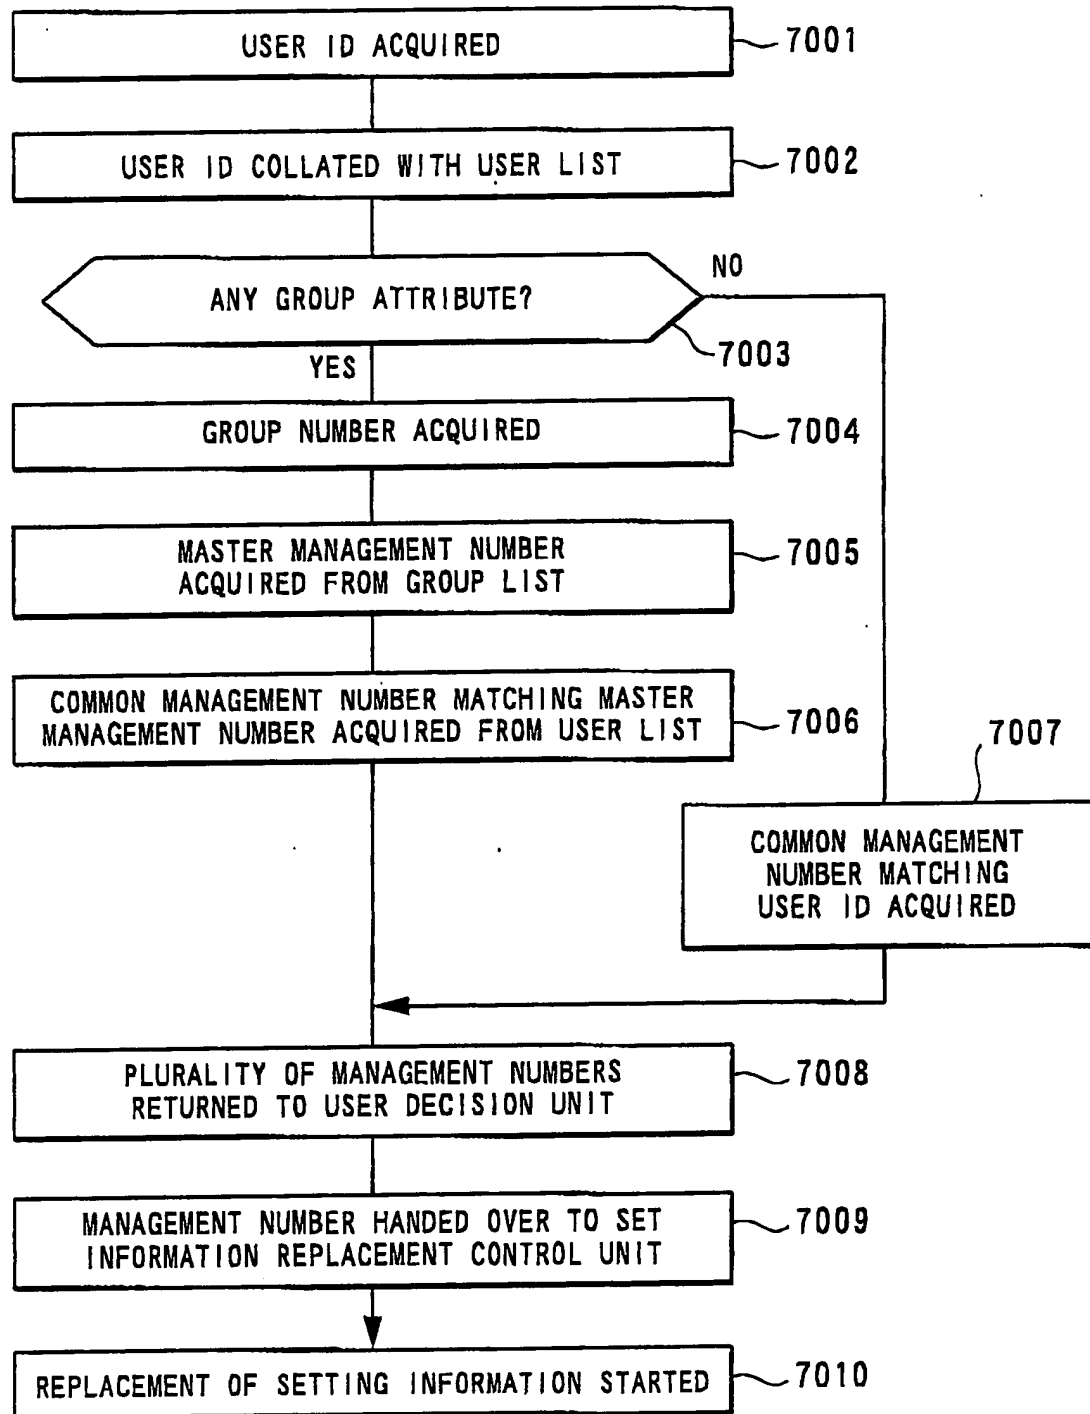 USER ID ACQUIRED
7001
USER ID COLLATED WITH USER LIST
7002
ANY GROUP ATTRIBUTE?
NO
7003
YES
GROUP NUMBER ACQUIRED
7004
MASTER MANAGEMENT NUMBER
ACQUIRED FROM GROUP LIST
7005
COMMON MANAGEMENT NUMBER MATCHING MASTER
MANAGEMENT NUMBER ACQUIRED FROM USER LIST
7006
7007
COMMON MANAGEMENT
NUMBER MATCHING
USER ID ACQUIRED
PLURALITY OF MANAGEMENT NUMBERS
RETURNED TO USER DECISION UNIT
7008
MANAGEMENT NUMBER HANDED OVER TO SET
INFORMATION REPLACEMENT CONTROL UNIT
7009
REPLACEMENT OF SETTING INFORMATION STARTED
7010